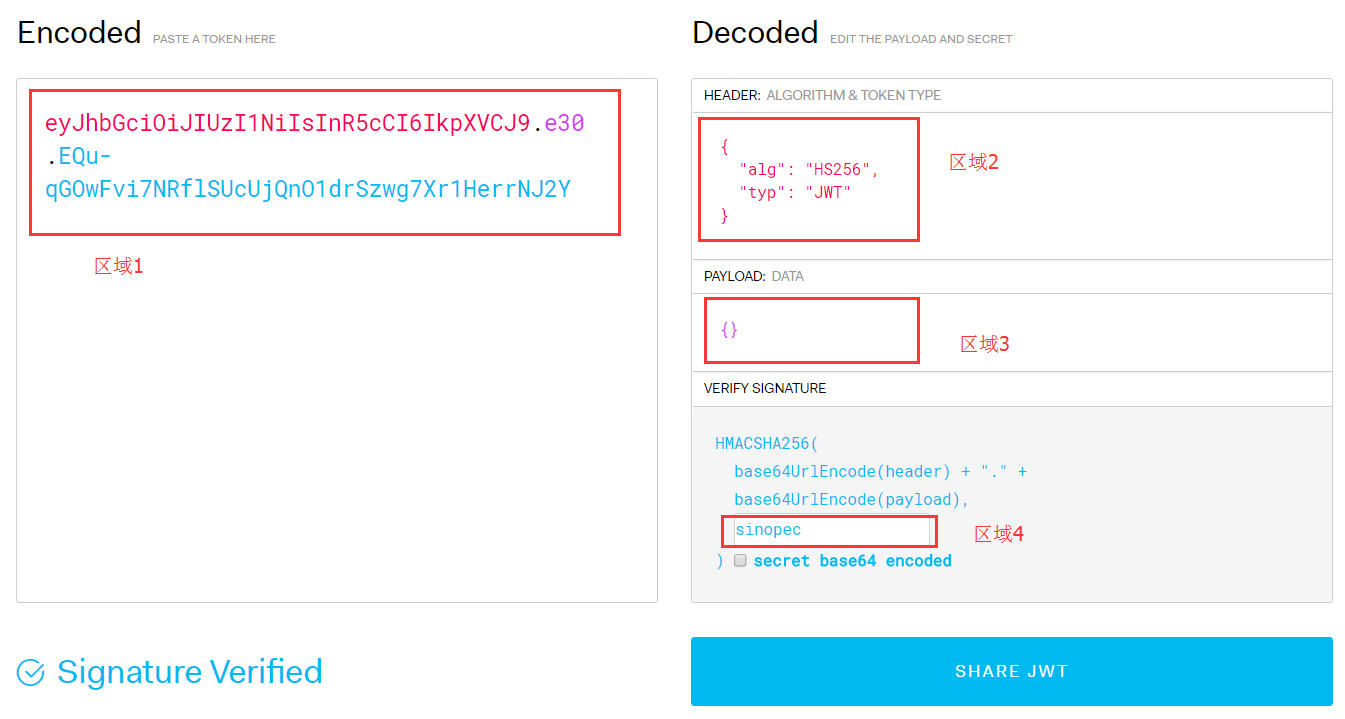 Encoded PASTE A TOKEN HERE
eyJhbGciOiJIUzI1NiIsInR5cCI6IkpXVCJ9.e30
.EQu-
qGOwFvi7NRflSUcUjQnO1drSzwg7Xr1HerrNJ2Y
区域1
Signature Verified
Decoded EDIT THE PAYLOAD AND SECRET
HEADER: ALGORITHM & TOKEN TYPE
{
"alg": "HS256",
"typ": "JWT"
}
区域2
PAYLOAD: DATA
{}
区域3
VERIFY SIGNATURE
HMACSHA256(
base64UrlEncode(header) + "." +
base64UrlEncode(payload),
sinopec
区域4
) secret base64 encoded
SHARE JWT